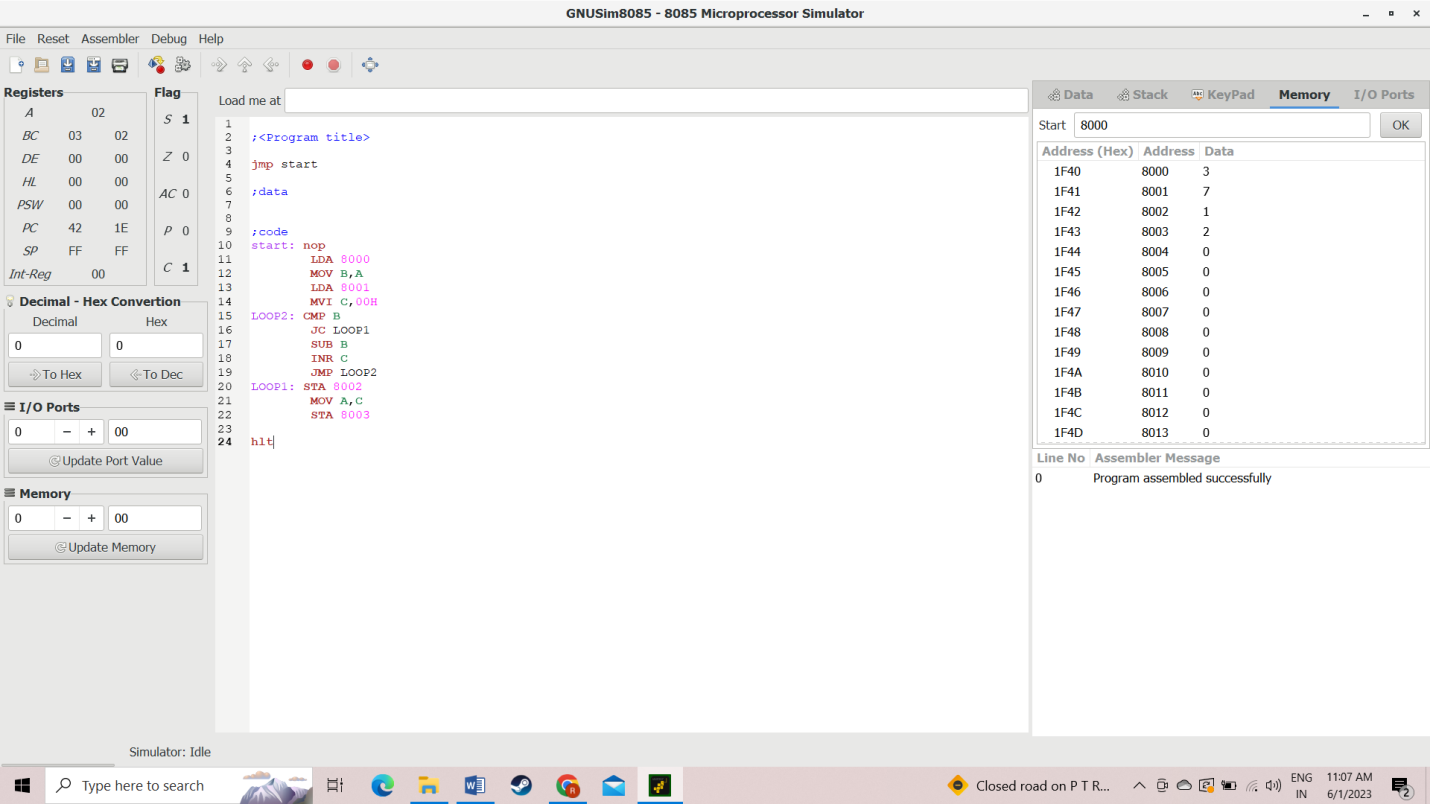 GNUSim8085 - 8085 Microprocessor Simulator
File Reset Assembler Debug Help
Registers
A 02
BC 03 02
DE 00 00
HL 00 00
PSW 00 00
PC 42 1E
SP FF FF
Int-Reg 00
Flag
S 1
Z 0
AC 0
P 0
C 1
Decimal - Hex Convertion
Decimal Hex
0 0
To Hex To Dec
I/O Ports
0 - + 00
Update Port Value
Memory
0 - + 00
Update Memory
Load me at
1
2 ;<Program title>
3
4 jmp start
5
6 ;data
7
8
9 ;code
10 start: nop
11 LDA 8000
12 MOV B,A
13 LDA 8001
14 MVI C,00H
15 LOOP2: CMP B
16 JC LOOP1
17 SUB B
18 INR C
19 JMP LOOP2
20 LOOP1: STA 8002
21 MOV A,C
22 STA 8003
23
24 hlt
Data Stack KeyPad Memory I/O Ports
Start 8000 OK
Address (Hex) Address Data
1F40 8000 3
1F41 8001 7
1F42 8002 1
1F43 8003 2
1F44 8004 0
1F45 8005 0
1F46 8006 0
1F47 8007 0
1F48 8008 0
1F49 8009 0
1F4A 8010 0
1F4B 8011 0
1F4C 8012 0
1F4D 8013 0
Line No Assembler Message
0 Program assembled successfully
Simulator: Idle
Type here to search
Closed road on P T R...
ENG
IN
11:07 AM
6/1/2023
2